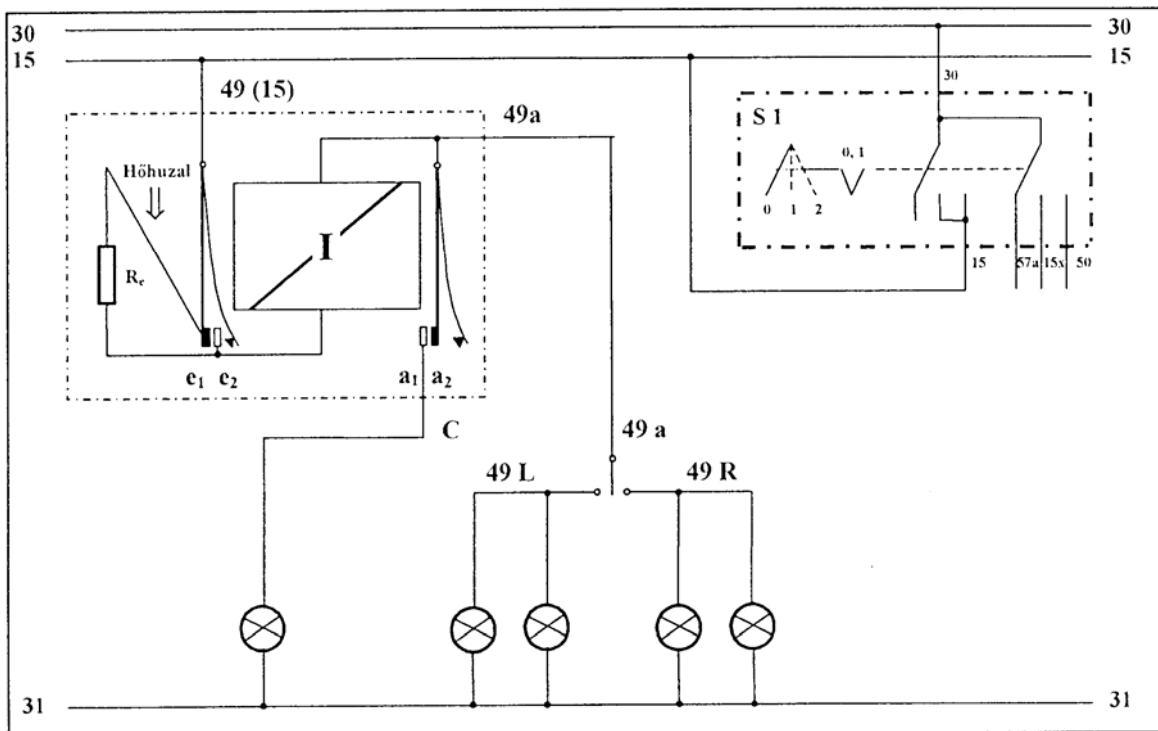 30
30
15
15
49 (15)
30
49a
S 1
0, 1
Hőhuzal
0
1
2
I
Rₑ
15
57a
15x
50
e₁
e₂
a₁
a₂
C
49 a
49 L
49 R
31
31